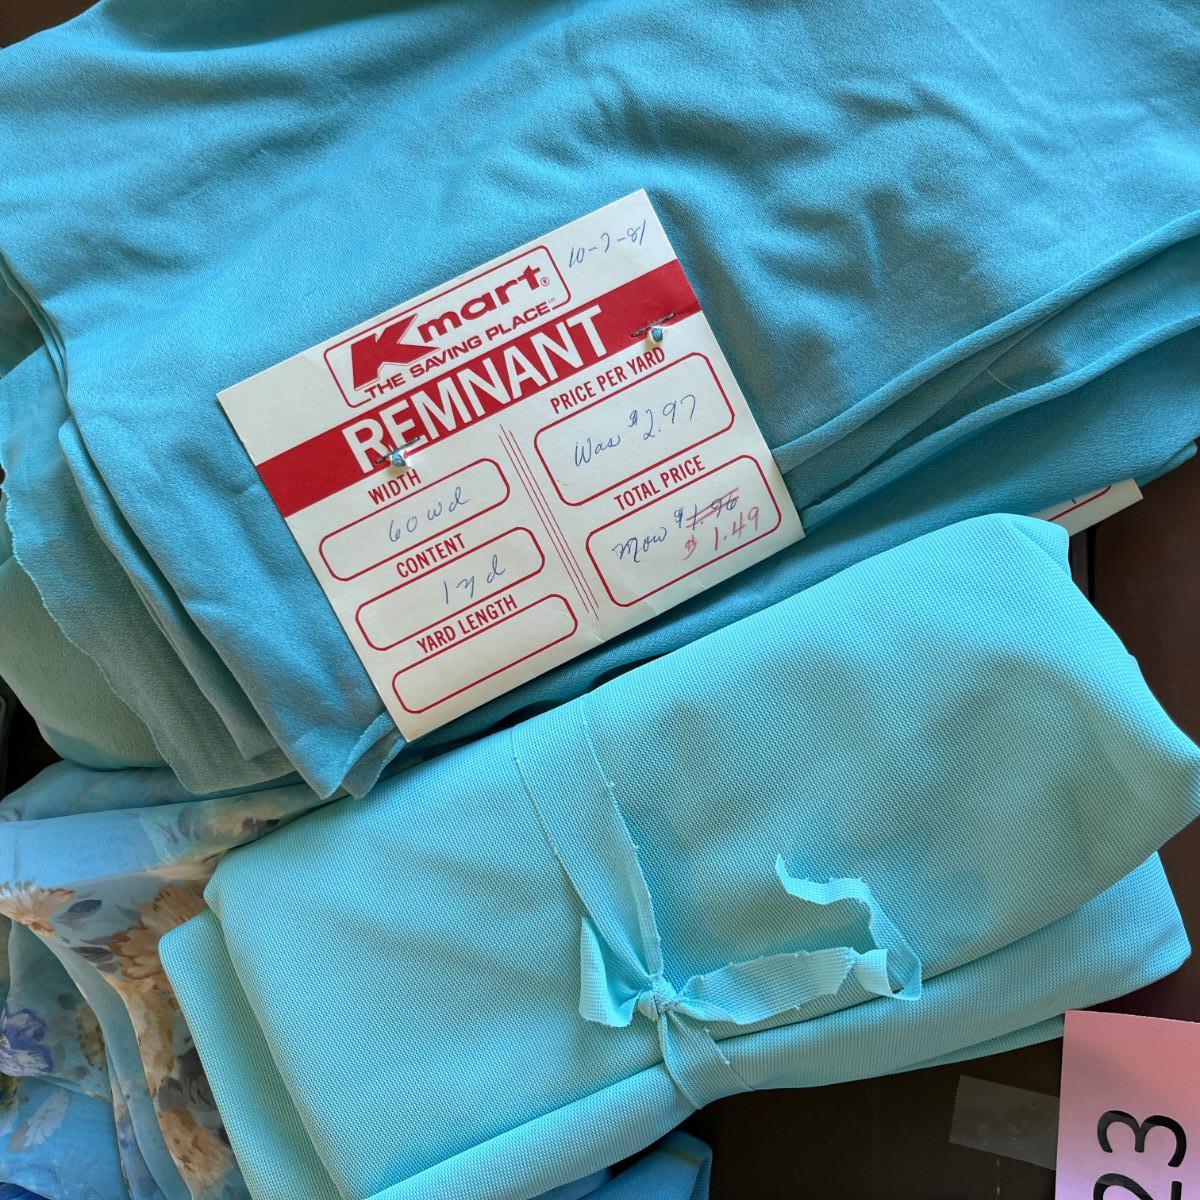 10-7-81
Kmart®
THE SAVING PLACE℠
REMNANT
WIDTH
60 wd
CONTENT
1 yd
YARD LENGTH
PRICE PER YARD
Was $2.97
TOTAL PRICE
Now $1.96
$1.49
23